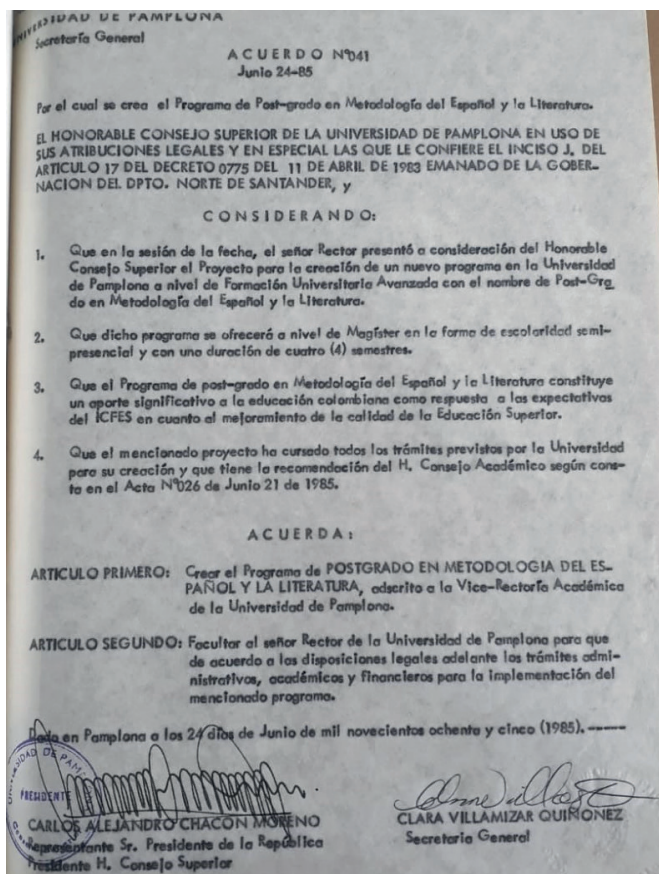 UNIVERSIDAD DE PAMPLONA
Secretaría General
ACUERDO Nº041
Junio 24-85
Por el cual se crea el Programa de Post-grado en Metodología del Español y la Literatura.
EL HONORABLE CONSEJO SUPERIOR DE LA UNIVERSIDAD DE PAMPLONA EN USO DE
SUS ATRIBUCIONES LEGALES Y EN ESPECIAL LAS QUE LE CONFIERE EL INCISO J, DEL
ARTICULO 17 DEL DECRETO 0775 DEL 11 DE ABRIL DE 1983 EMANADO DE LA GOBER-
NACION DEL DPTO. NORTE DE SANTANDER, y
CONSIDERANDO:
1. Que en la sesión de la fecha, el señor Rector presentó a consideración del Honorable
Consejo Superior el Proyecto para la creación de un nuevo programa en la Universidad
de Pamplona a nivel de Formación Universitaria Avanzada con el nombre de Post-Gra
do en Metodología del Español y la Literatura.
2. Que dicho programa se ofrecerá a nivel de Magíster en la forma de escolaridad semi-
presencial y con una duración de cuatro (4) semestres.
3. Que el Programa de post-grado en Metodología del Español y la Literatura constituye
un aporte significativo a la educación colombiana como respuesta a las expectativas
del ICFES en cuanto al mejoramiento de la calidad de la Educación Superior.
4. Que el mencionado proyecto ha cursado todos los trámites previstos por la Universidad
para su creación y que tiene la recomendación del H. Consejo Académico según cons-
ta en el Acta Nº026 de Junio 21 de 1985.
ACUERDA:
ARTICULO PRIMERO: Crear el Programa de POSTGRADO EN METODOLOGIA DEL ES-
PAÑOL Y LA LITERATURA, adscrito a la Vice-Rectoría Académica
de la Universidad de Pamplona.
ARTICULO SEGUNDO: Facultar al señor Rector de la Universidad de Pamplona para que
de acuerdo a las disposiciones legales adelante los trámites admi-
nistrativos, académicos y financieros para la implementación del
mencionado programa.
Dado en Pamplona a los 24 días de Junio de mil novecientos ochenta y cinco (1985). -----
PRESIDENTE
CARLOS ALEJANDRO CHACON MORENO
Representante Sr. Presidente de la República
Presidente H. Consejo Superior
CLARA VILLAMIZAR QUIÑONEZ
Secretaria General